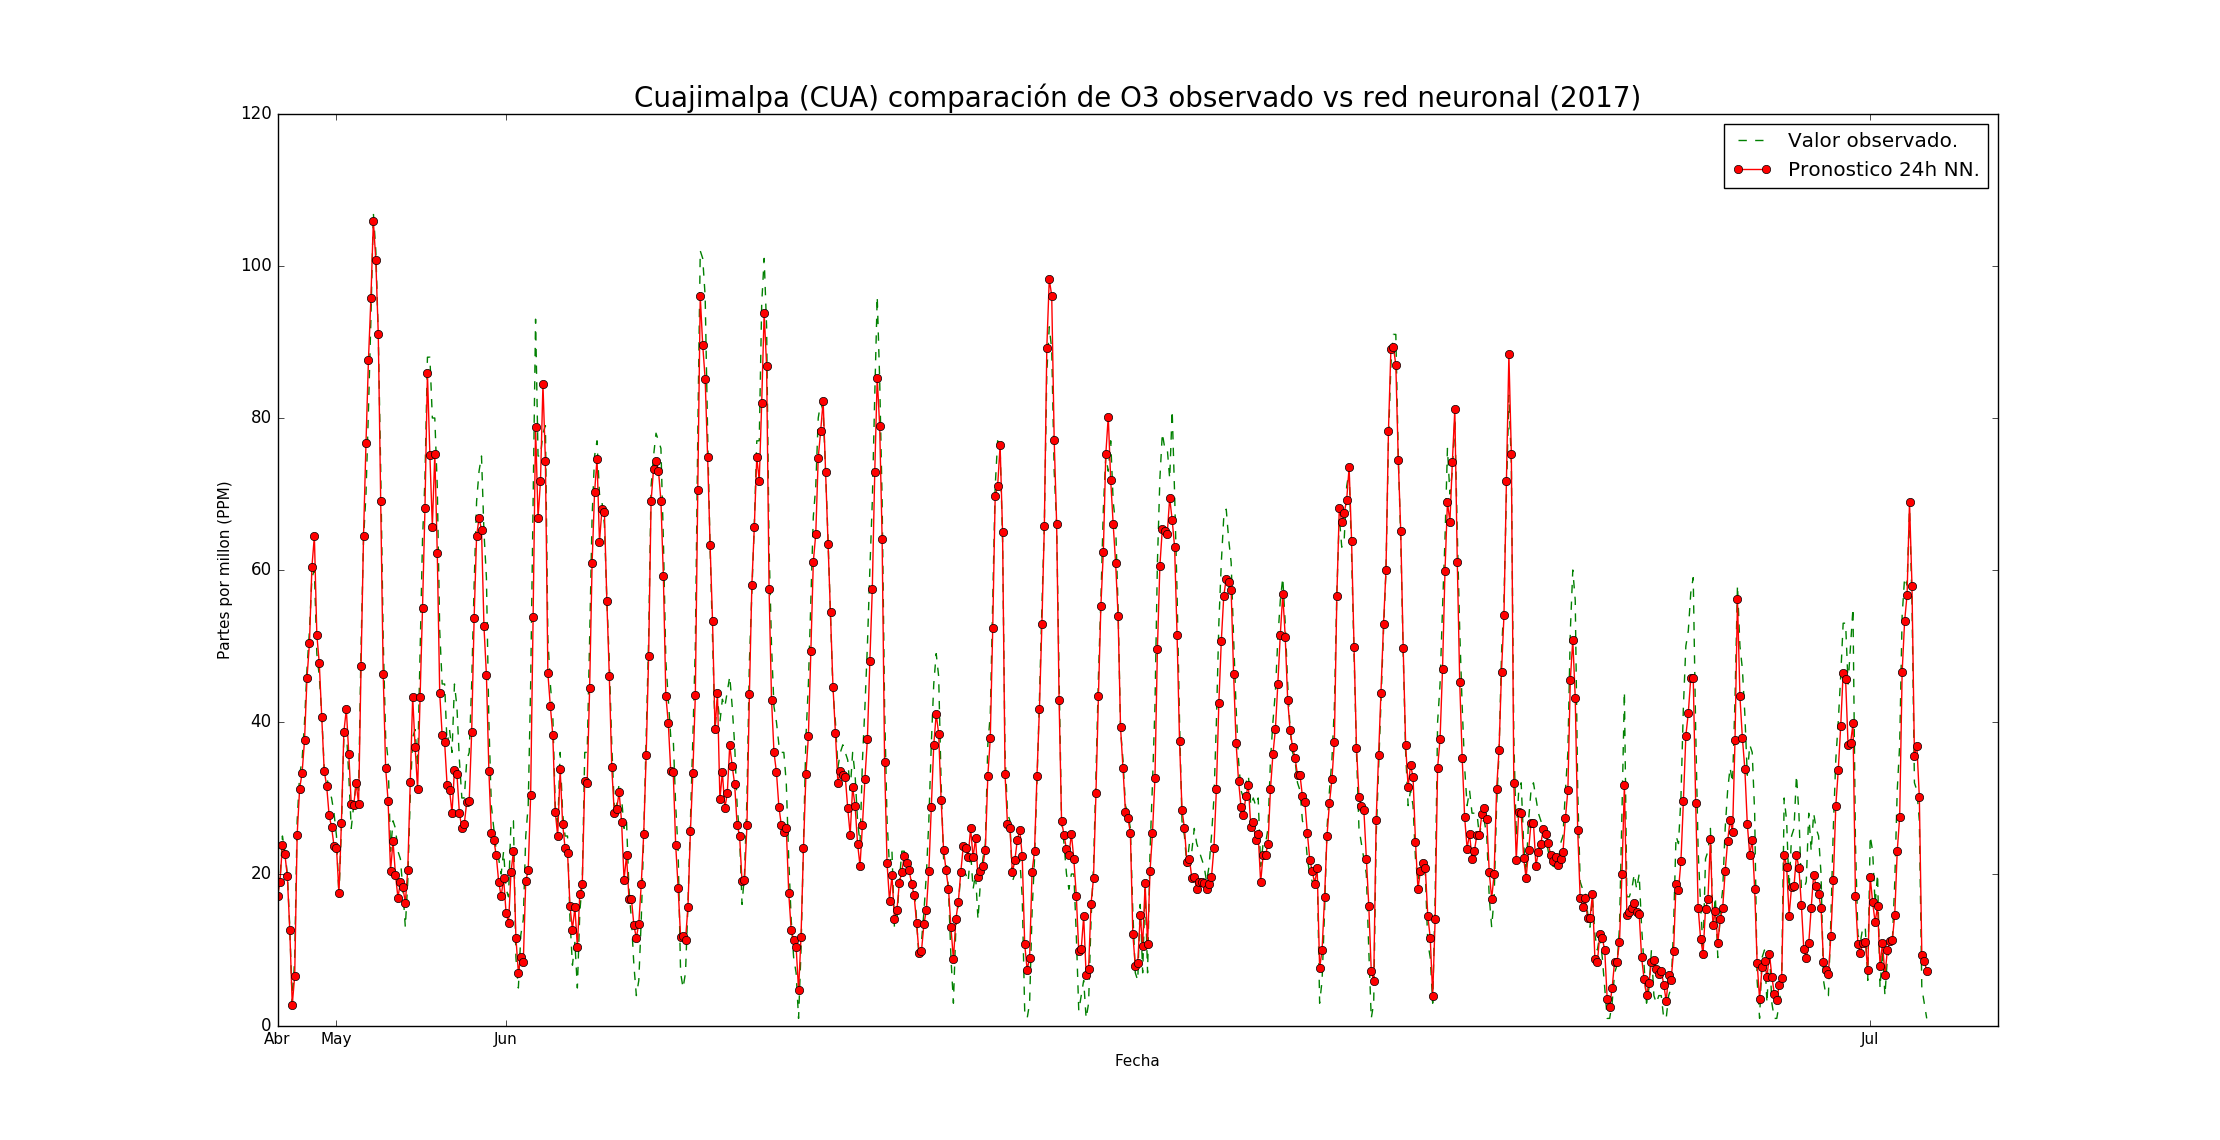 Cuajimalpa (CUA) comparación de O3 observado vs red neuronal (2017)
Valor observado.
Pronostico 24h NN.
Partes por millon (PPM)
120
100
80
60
40
20
0
Abr May Jun Jul
Fecha